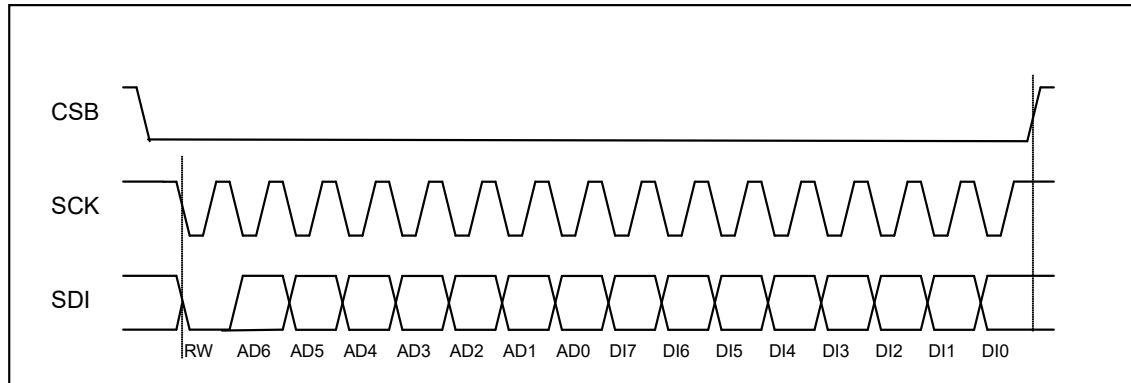 CSB
SCK
SDI
RW AD6 AD5 AD4 AD3 AD2 AD1 AD0 DI7 DI6 DI5 DI4 DI3 DI2 DI1 DI0